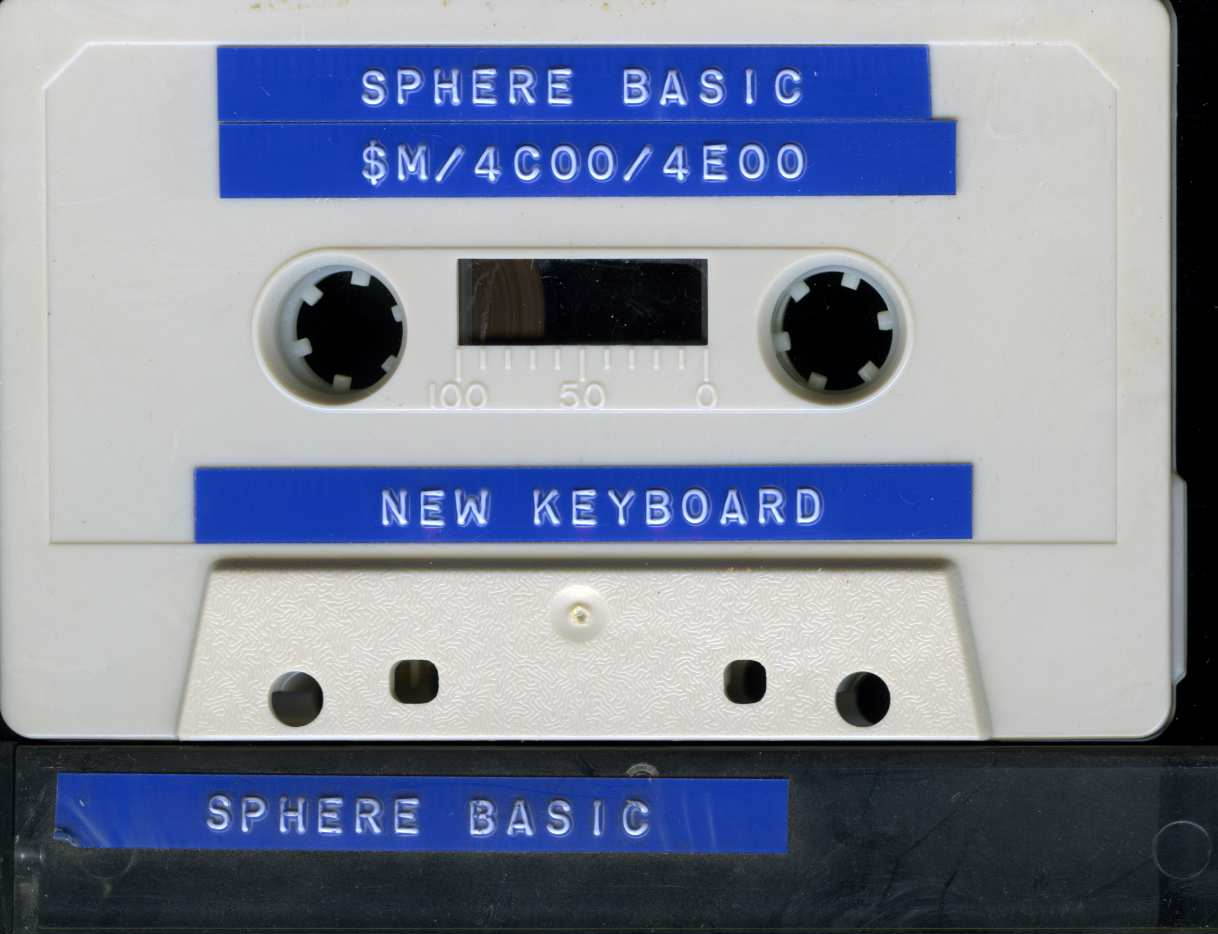 SPHERE BASIC
$M/4C00/4E00
100 50 0
NEW KEYBOARD
SPHERE BASIC